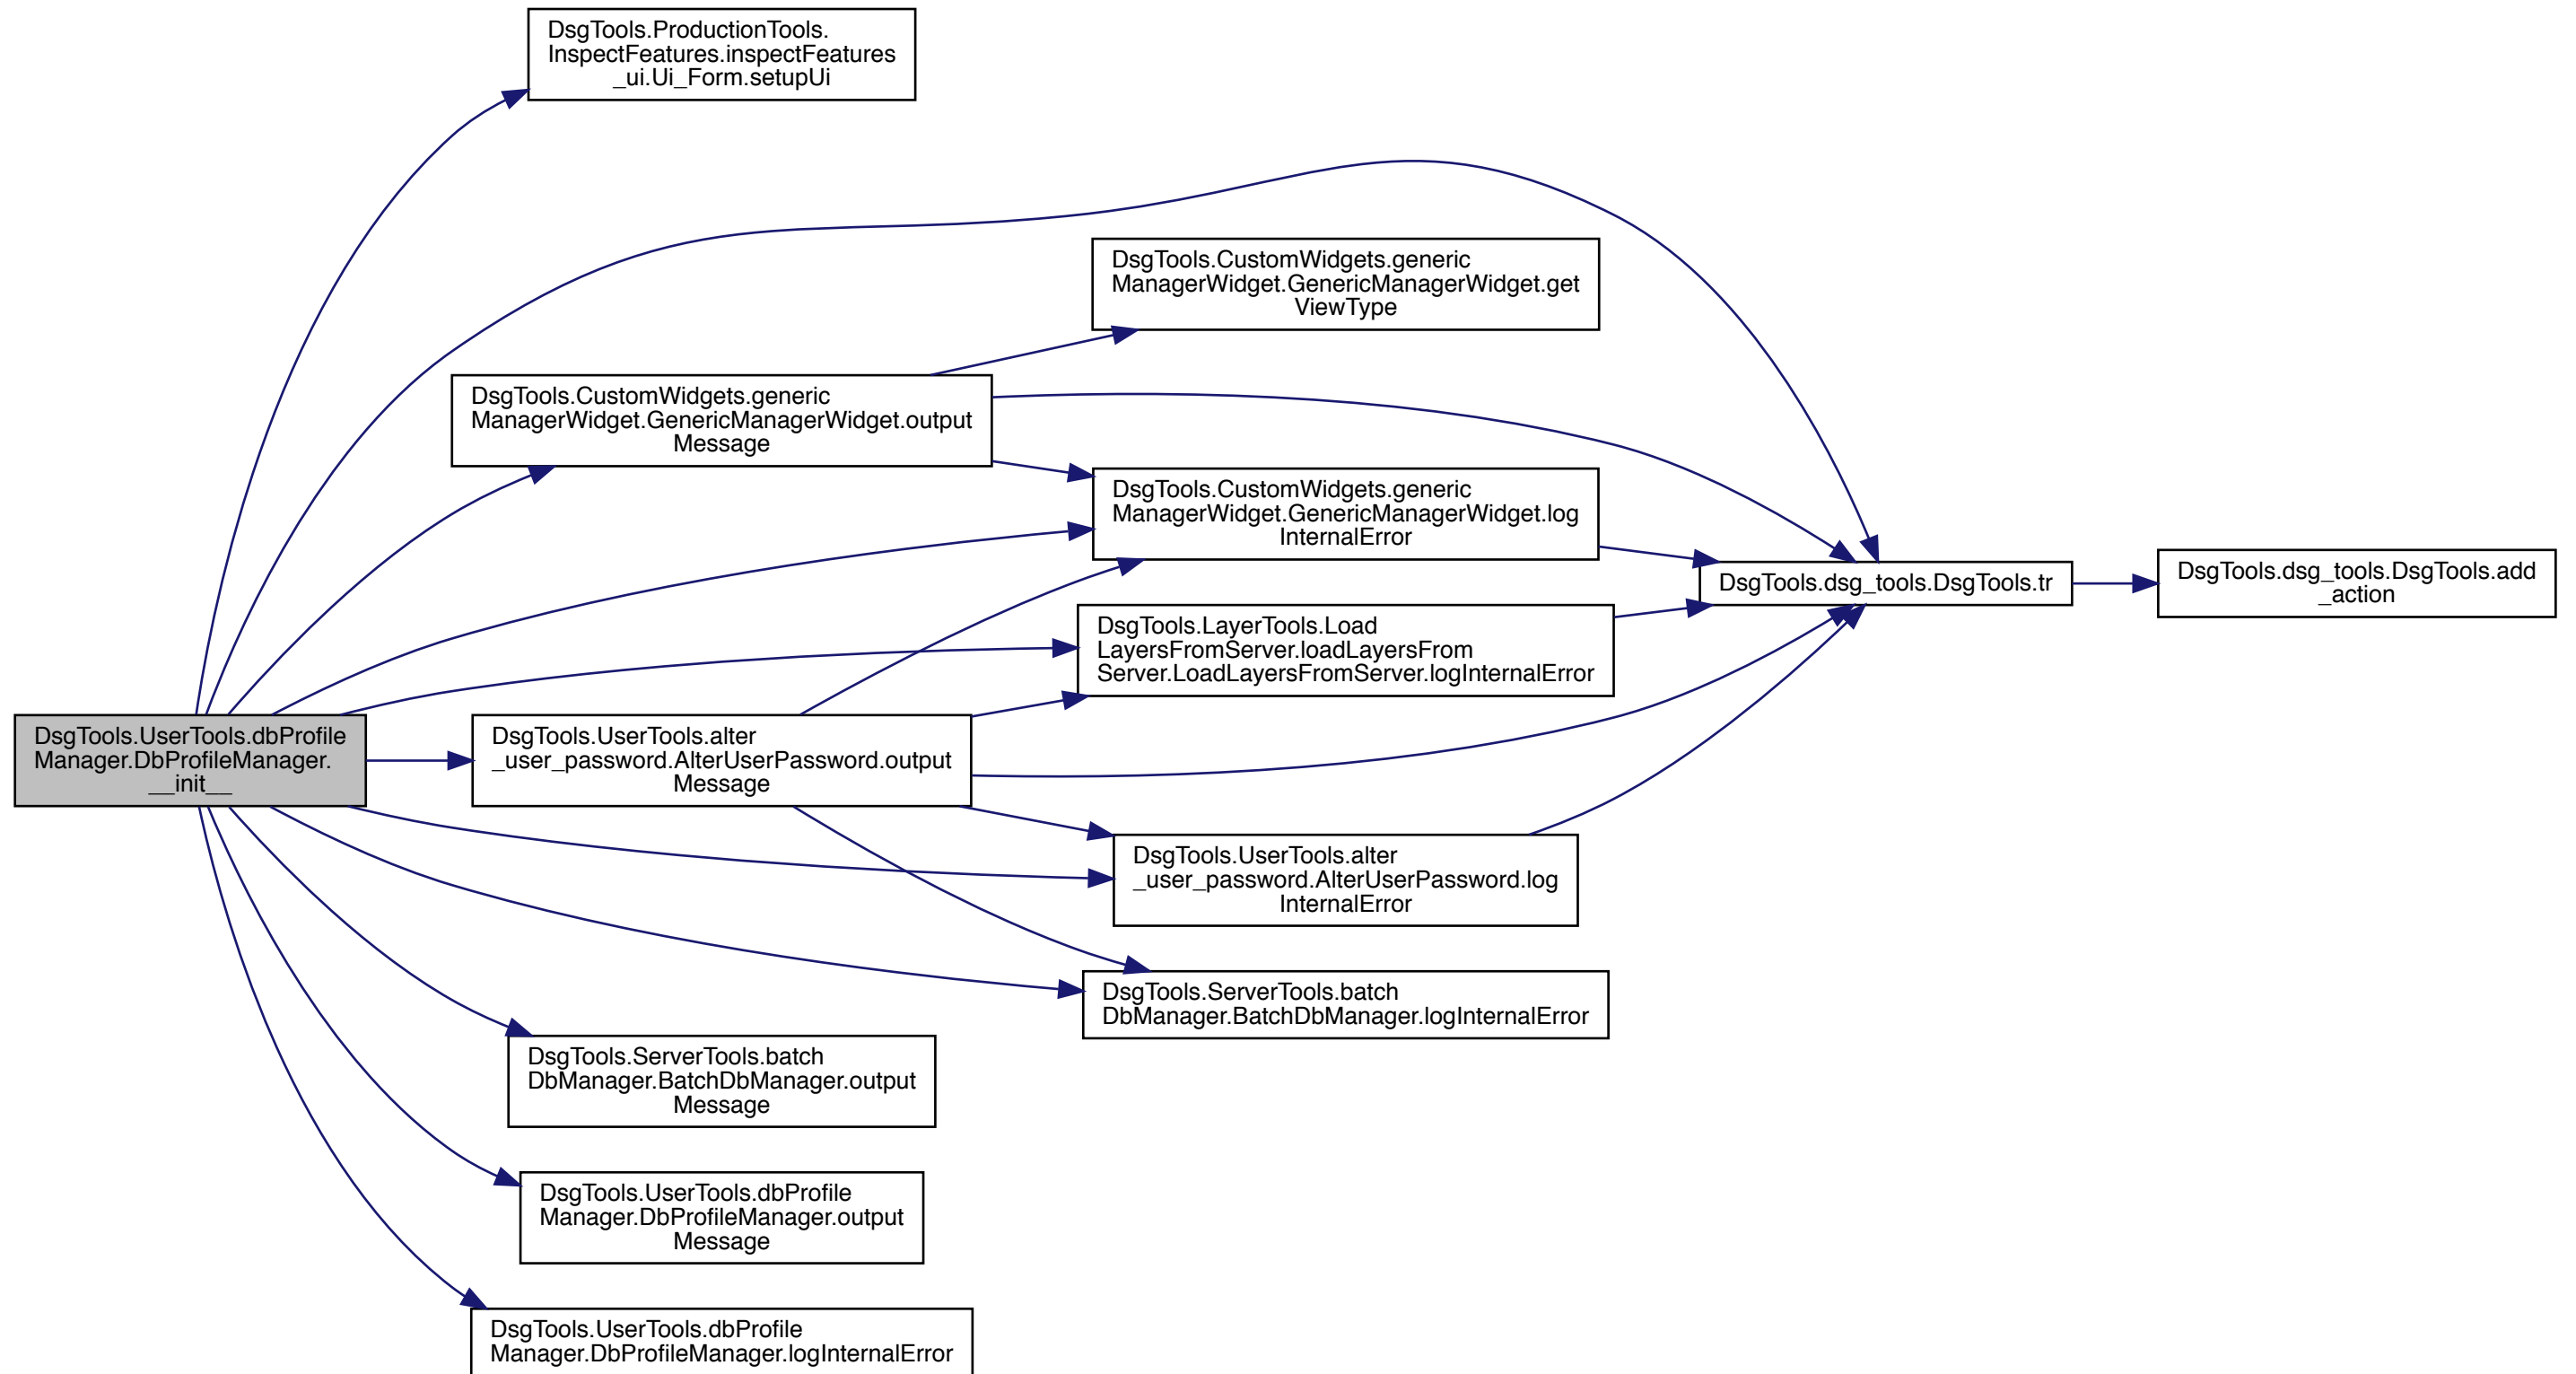 DsgTools.ProductionTools.
InspectFeatures.inspectFeatures
_ui.Ui_Form.setupUi
DsgTools.CustomWidgets.generic
ManagerWidget.GenericManagerWidget.get
ViewType
DsgTools.CustomWidgets.generic
ManagerWidget.GenericManagerWidget.output
Message
DsgTools.CustomWidgets.generic
ManagerWidget.GenericManagerWidget.log
InternalError
DsgTools.dsg_tools.DsgTools.tr
DsgTools.dsg_tools.DsgTools.add
_action
DsgTools.LayerTools.Load
LayersFromServer.loadLayersFrom
Server.LoadLayersFromServer.logInternalError
DsgTools.UserTools.dbProfile
Manager.DbProfileManager.
__init__
DsgTools.UserTools.alter
_user_password.AlterUserPassword.output
Message
DsgTools.UserTools.alter
_user_password.AlterUserPassword.log
InternalError
DsgTools.ServerTools.batch
DbManager.BatchDbManager.logInternalError
DsgTools.ServerTools.batch
DbManager.BatchDbManager.output
Message
DsgTools.UserTools.dbProfile
Manager.DbProfileManager.output
Message
DsgTools.UserTools.dbProfile
Manager.DbProfileManager.logInternalError